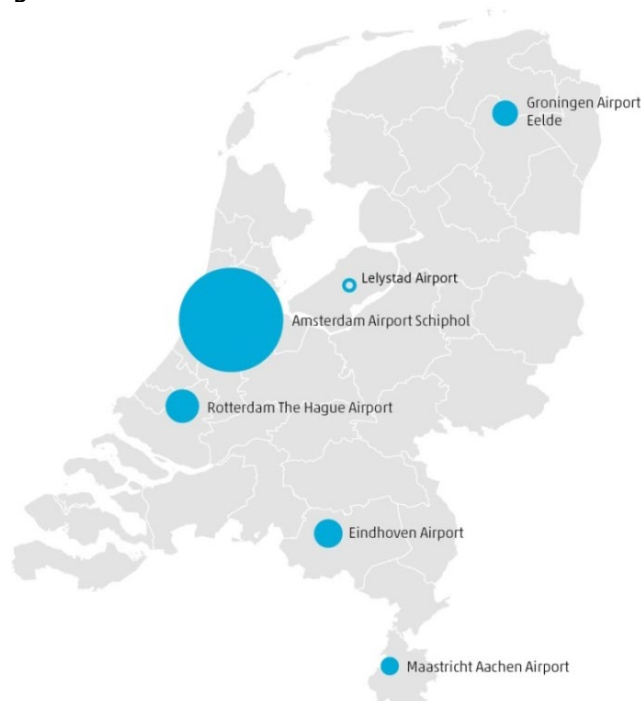 Groningen Airport
Eelde
Lelystad Airport
Amsterdam Airport Schiphol
Rotterdam The Hague Airport
Eindhoven Airport
Maastricht Aachen Airport